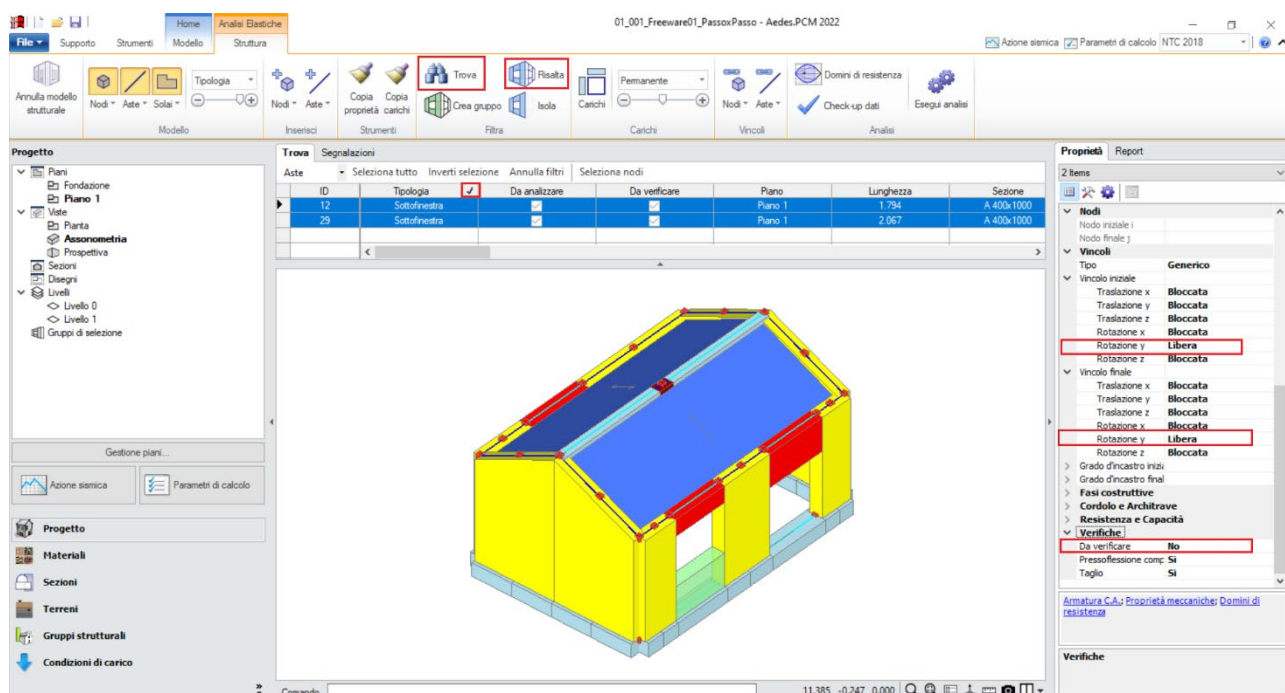 Home Analisi Elastiche
01_001_Freeware01_PassoxPasso - Aedes.PCM 2022
File Supporto Strumenti Modello Struttura
Azione sismica Parametri di calcolo NTC 2018
Annulla modello strutturale
Nodi Aste Solai Tipologia
Modello
Nodi Aste
Inserisci
Copia proprietà Copia carichi
Strumenti
Trova Risalta
Crea gruppo Isola
Filtra
Carichi Permanente
Carichi
Nodi Aste
Vincoli
Domini di resistenza
Check-up dati
Esegui analisi
Analisi
Progetto
Piani
Fondazione
Piano 1
Viste
Pianta
Assonometria
Prospettiva
Sezioni
Disegni
Livelli
Livello 0
Livello 1
Gruppi di selezione
Gestione piani...
Azione sismica Parametri di calcolo
Progetto
Materiali
Sezioni
Terreni
Gruppi strutturali
Condizioni di carico
Trova Segnalazioni
Aste Seleziona tutto Inverti selezione Annulla filtri Seleziona nodi
ID Tipologia Da analizzare Da verificare Piano Lunghezza Sezione
12 Sottofinestra Piano 1 1.794 A 400x1000
29 Sottofinestra Piano 1 2.067 A 400x1000
Comando
11.385 -0.247 0.000
Proprietà Report
2 Items
Nodi
Nodo iniziale i
Nodo finale j
Vincoli
Tipo Generico
Vincolo iniziale
Traslazione x Bloccata
Traslazione y Bloccata
Traslazione z Bloccata
Rotazione x Bloccata
Rotazione y Libera
Rotazione z Bloccata
Vincolo finale
Traslazione x Bloccata
Traslazione y Bloccata
Traslazione z Bloccata
Rotazione x Bloccata
Rotazione y Libera
Rotazione z Bloccata
Grado d'incastro inizi
Grado d'incastro final
Fasi costruttive
Cordolo e Architrave
Resistenza e Capacità
Verifiche
Da verificare No
Pressoflessione comp Sì
Taglio Sì
Armatura C.A.; Proprietà meccaniche; Domini di
resistenza
Verifiche